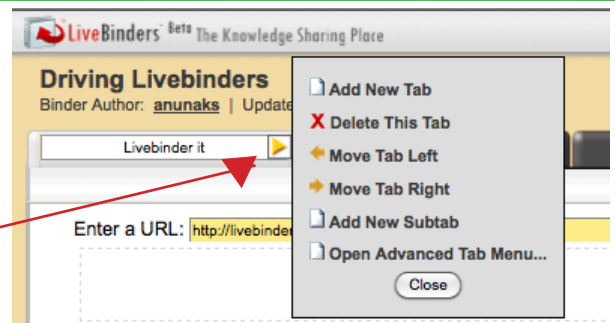 LiveBinders Beta The Knowledge Sharing Place
Driving Livebinders
Binder Author: anunaks | Update
Livebinder it
Add New Tab
X Delete This Tab
Move Tab Left
Move Tab Right
Add New Subtab
Open Advanced Tab Menu...
Close
Enter a URL: http://livebinder